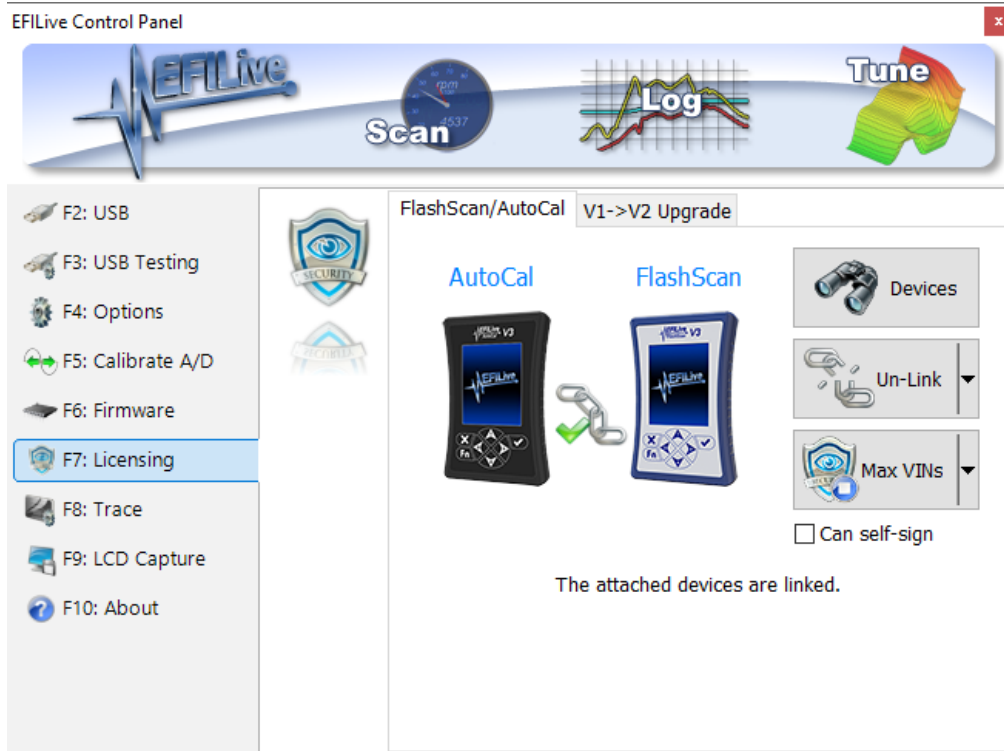 EFILive Control Panel
x
EFILive
Scan
rpm
4537
Log
Tune
F2: USB
F3: USB Testing
F4: Options
F5: Calibrate A/D
F6: Firmware
F7: Licensing
F8: Trace
F9: LCD Capture
F10: About
SECURITY
FlashScan/AutoCal
V1->V2 Upgrade
AutoCal
FlashScan
EFILive V3
EFILive
X
Fn
EFILive V3
EFILive
X
Fn
Devices
Un-Link
Max VINs
Can self-sign
The attached devices are linked.